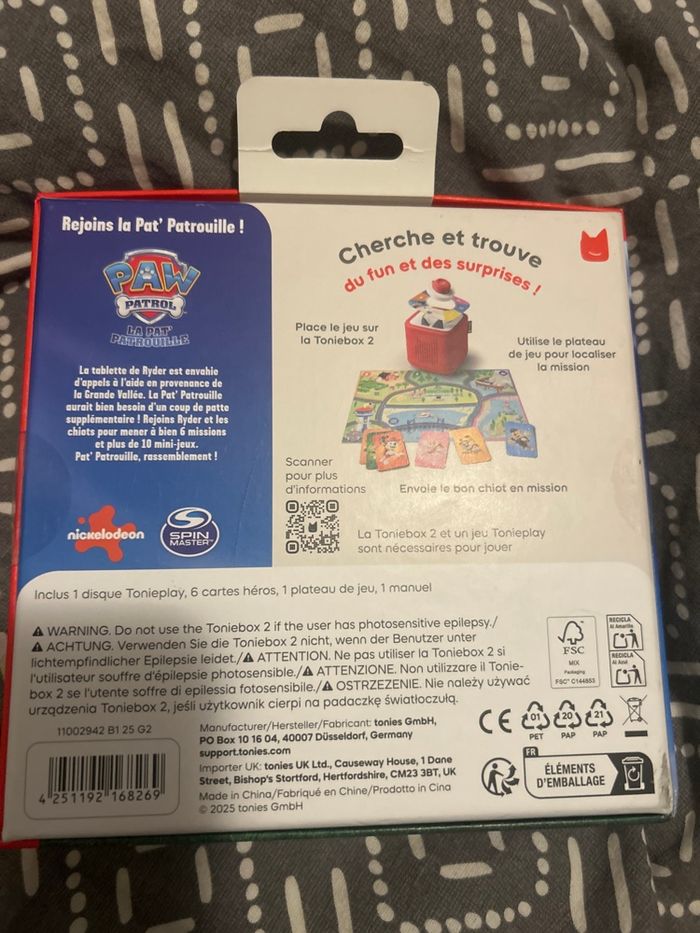 Rejoins la Pat' Patrouille !
PAW
PATROL
LA PAT'
PATROUILLE
La tablette de Ryder est envahie
d'appels à l'aide en provenance de
la Grande Vallée. La Pat' Patrouille
aurait bien besoin d'un coup de patte
supplémentaire ! Rejoins Ryder et les
chiots pour mener à bien 6 missions
et plus de 10 mini-jeux.
Pat' Patrouille, rassemblement !
nickelodeon
SPIN
MASTER™
Cherche et trouve
du fun et des surprises !
Place le jeu sur
la Toniebox 2
Utilise le plateau
de jeu pour localiser
la mission
Scanner
pour plus
d'informations
Envoie le bon chiot en mission
La Toniebox 2 et un jeu Tonieplay
sont nécessaires pour jouer
Inclus 1 disque Tonieplay, 6 cartes héros, 1 plateau de jeu, 1 manuel
WARNING. Do not use the Toniebox 2 if the user has photosensitive epilepsy./
ACHTUNG. Verwenden Sie die Toniebox 2 nicht, wenn der Benutzer unter
lichtempfindlicher Epilepsie leidet./ ATTENTION. Ne pas utiliser la Toniebox 2 si
l'utilisateur souffre d'épilepsie photosensible./ ATTENZIONE. Non utilizzare il Tonie-
box 2 se l'utente soffre di epilessia fotosensibile./ OSTRZEŻENIE. Nie należy używać
urządzenia Toniebox 2, jeśli użytkownik cierpi na padaczkę światłoczułą.
11002942 B1 25 G2
4 251192 168269
Manufacturer/Hersteller/Fabricant: tonies GmbH,
PO Box 10 16 04, 40007 Düsseldorf, Germany
support.tonies.com
Importer UK: tonies UK Ltd., Causeway House, 1 Dane
Street, Bishop's Stortford, Hertfordshire, CM23 3BT, UK
Made in China/Fabriqué en Chine/Prodotto in Cina
© 2025 tonies GmbH
FSC
MIX
Packaging
FSC® C144853
RECICLA
Al Amarillo
RECICLA
Al Azul
CE
01
PET
20
PAP
21
PAP
FR
ÉLÉMENTS
D'EMBALLAGE